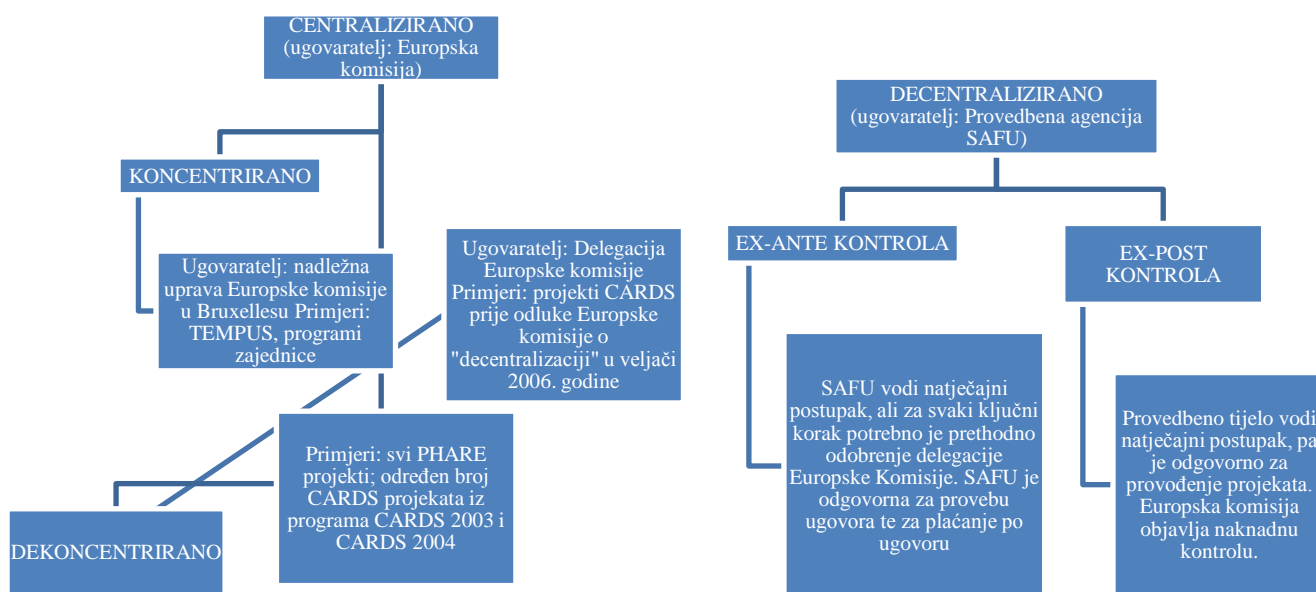 CENTRALIZIRANO
(ugovaratelj: Europska
komisija)
KONCENTRIRANO
Ugovaratelj: nadležna
uprava Europske komisije
u Bruxellesu Primjeri:
TEMPUS, programi
zajednice
Ugovaratelj: Delegacija
Europske komisije
Primjeri: projekti CARDS
prije odluke Europske
komisije o
"decentralizaciji" u veljači
2006. godine
Primjeri: svi PHARE
projekti; određen broj
CARDS projekata iz
programa CARDS 2003 i
CARDS 2004
DEKONCENTRIRANO
DECENTRALIZIRANO
(ugovaratelj: Provedbena agencija
SAFU)
EX-ANTE KONTROLA
SAFU vodi natječajni
postupak, ali za svaki ključni
korak potrebno je prethodno
odobrenje delegacije
Europske Komisije. SAFU je
odgovorna za provebu
ugovora te za plaćanje po
ugovoru
EX-POST
KONTROLA
Provedbeno tijelo vodi
natječajni postupak, pa
je odgovorno za
provođenje projekata.
Europska komisija
objavlja naknadnu
kontrolu.